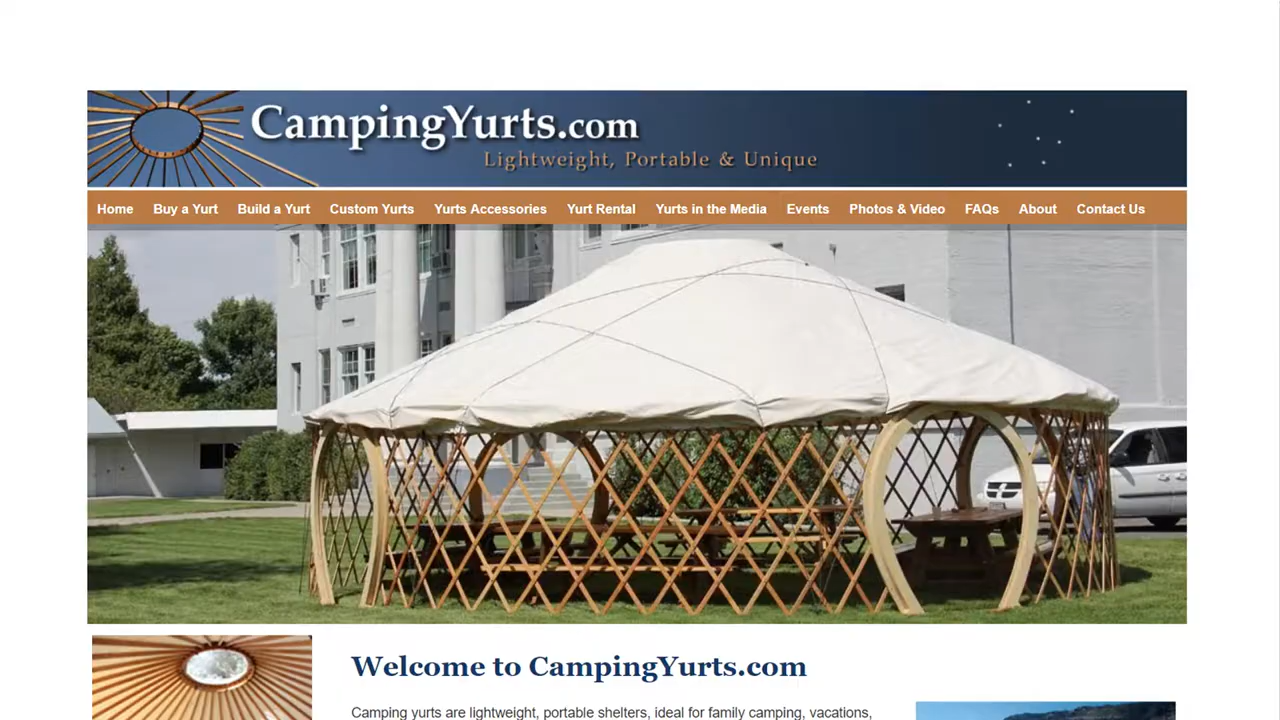 CampingYurts.com
Lightweight, Portable & Unique
Home Buy a Yurt Build a Yurt Custom Yurts Yurts Accessories Yurt Rental Yurts in the Media Events Photos & Video FAQs About Contact Us
Welcome to CampingYurts.com
Camping yurts are lightweight, portable shelters, ideal for family camping, vacations,